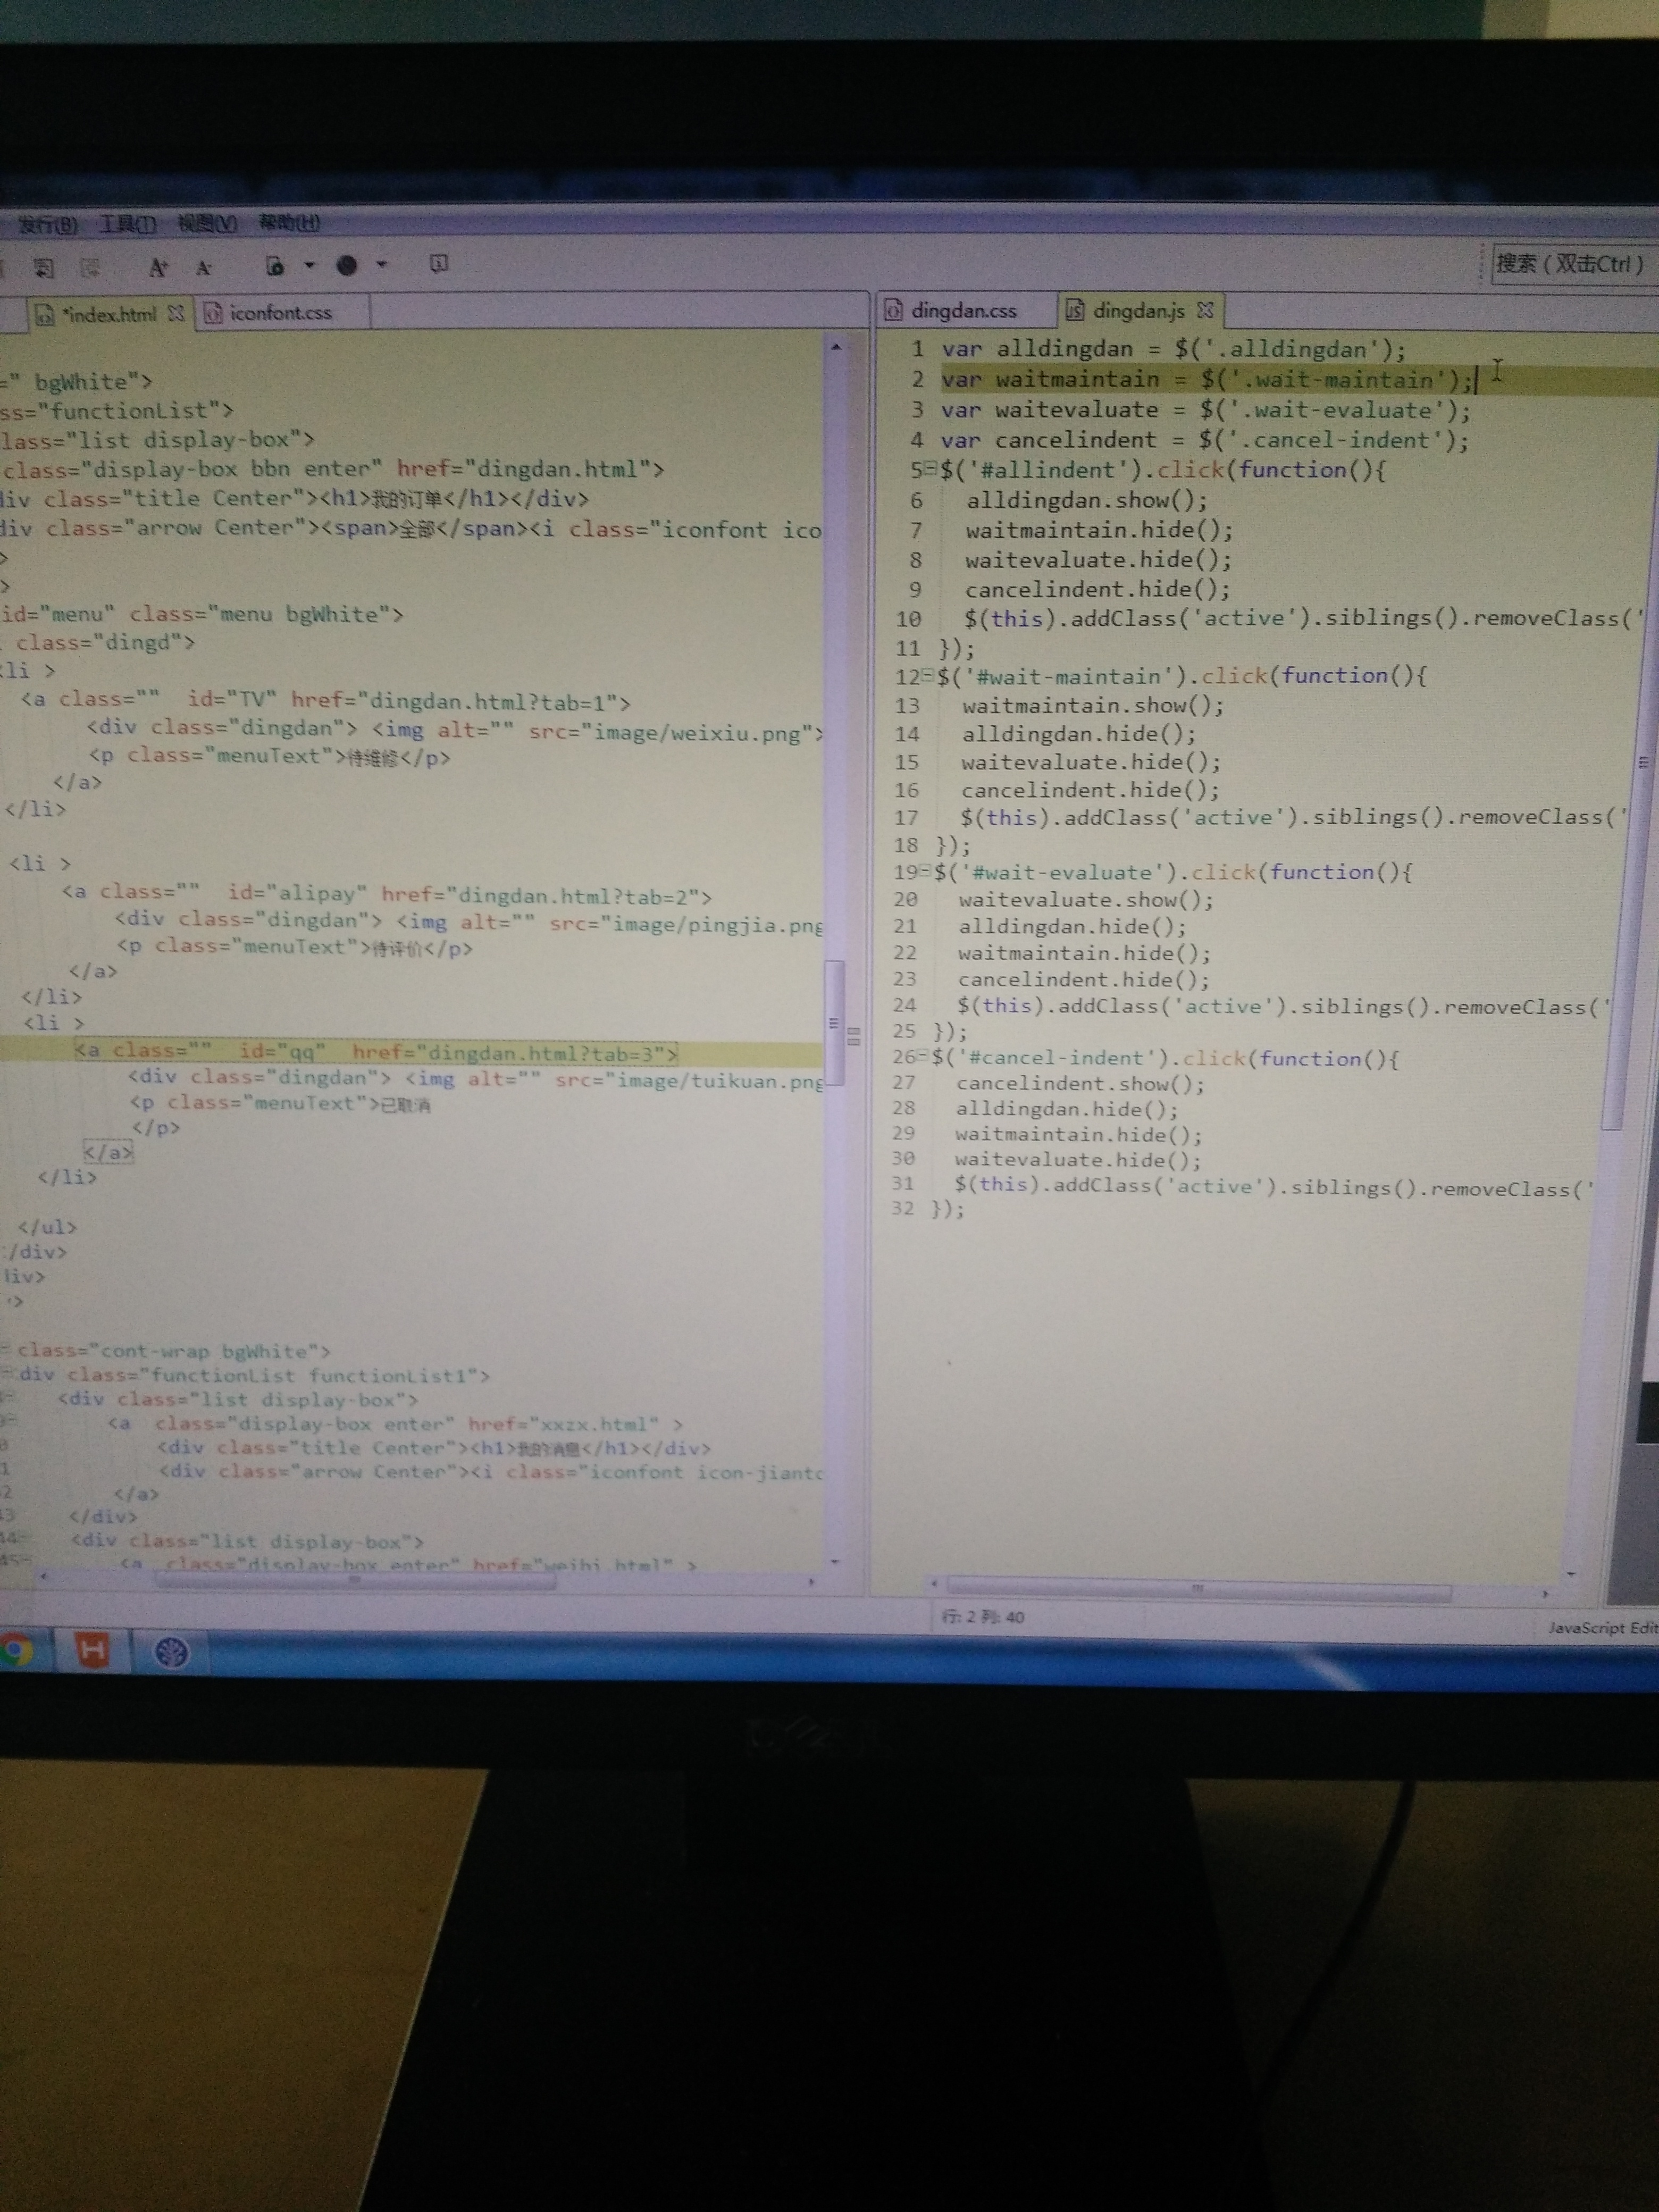 发行(B) 工具(T) 视图(V) 帮助(H)
A+ A-
搜索（双击Ctrl）
*index.html iconfont.css
=" bgWhite">
ss="functionList">
lass="list display-box">
class="display-box bbn enter" href="dingdan.html">
div class="title Center"><h1>我的订单</h1></div>
div class="arrow Center"><span>全部</span><i class="iconfont ico
>
>
id="menu" class="menu bgWhite">
class="dingd">
li >
<a class=""  id="TV" href="dingdan.html?tab=1">
<div class="dingdan"> <img alt="" src="image/weixiu.png">
<p class="menuText">待维修</p>
</a>
</li>
<li >
<a class=""  id="alipay" href="dingdan.html?tab=2">
<div class="dingdan"> <img alt="" src="image/pingjia.png
<p class="menuText">待评价</p>
</a>
</li>
<li >
<a class=""  id="qq"  href="dingdan.html?tab=3">
<div class="dingdan"> <img alt="" src="image/tuikuan.png
<p class="menuText">已取消
</p>
</a>
</li>
</ul>
/div>
div>
>
class="cont-wrap bgWhite">
div class="functionList functionList1">
<div class="list display-box">
<a  class="display-box enter" href="xxzx.html" >
<div class="title Center"><h1>我的消息</h1></div>
<div class="arrow Center"><i class="iconfont icon-jiantc
</a>
</div>
<div class="list display-box">
<a  class="display-box enter" href="weihi.html" >
dingdan.css dingdan.js
1 var alldingdan = $('.alldingdan');
2 var waitmaintain = $('.wait-maintain');
3 var waitevaluate = $('.wait-evaluate');
4 var cancelindent = $('.cancel-indent');
5 $('#allindent').click(function(){
6 alldingdan.show();
7 waitmaintain.hide();
8 waitevaluate.hide();
9 cancelindent.hide();
10 $(this).addClass('active').siblings().removeClass('
11 });
12 $('#wait-maintain').click(function(){
13 waitmaintain.show();
14 alldingdan.hide();
15 waitevaluate.hide();
16 cancelindent.hide();
17 $(this).addClass('active').siblings().removeClass('
18 });
19 $('#wait-evaluate').click(function(){
20 waitevaluate.show();
21 alldingdan.hide();
22 waitmaintain.hide();
23 cancelindent.hide();
24 $(this).addClass('active').siblings().removeClass('
25 });
26 $('#cancel-indent').click(function(){
27 cancelindent.show();
28 alldingdan.hide();
29 waitmaintain.hide();
30 waitevaluate.hide();
31 $(this).addClass('active').siblings().removeClass('
32 });
行: 2 列: 40
JavaScript Edit
H
DELL